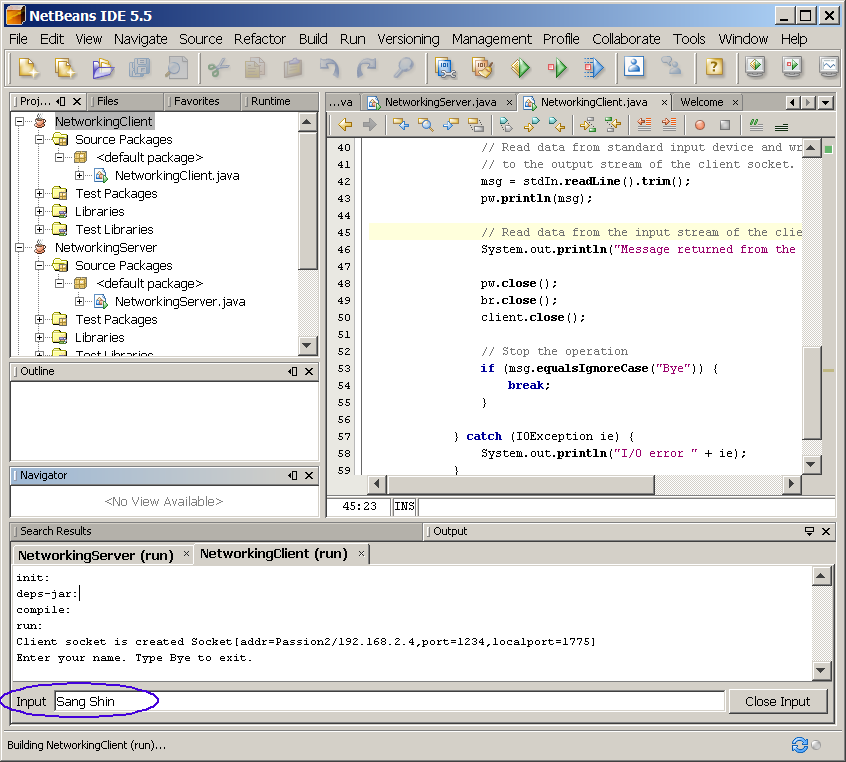 NetBeans IDE 5.5
File Edit View Navigate Source Refactor Build Run Versioning Management Profile Collaborate Tools Window Help
Proj... Files Favorites Runtime
NetworkingClient
Source Packages
<default package>
NetworkingClient.java
Test Packages
Libraries
Test Libraries
NetworkingServer
Source Packages
<default package>
NetworkingServer.java
Test Packages
Libraries
Test Libraries
Outline
Navigator
<No View Available>
...va NetworkingServer.java NetworkingClient.java Welcome
40 // Read data from standard input device and wr
41 // to the output stream of the client socket.
42 msg = stdIn.readLine().trim();
43 pw.println(msg);
44
45 // Read data from the input stream of the clie
46 System.out.println("Message returned from the
47
48 pw.close();
49 br.close();
50 client.close();
51
52 // Stop the operation
53 if (msg.equalsIgnoreCase("Bye")) {
54 break;
55 }
56
57 } catch (IOException ie) {
58 System.out.println("I/O error " + ie);
59 }
45:23 INS
Search Results Output
NetworkingServer (run) NetworkingClient (run)
init:
deps-jar:
compile:
run:
Client socket is created Socket[addr=Passion2/192.168.2.4,port=1234,localport=1775]
Enter your name. Type Bye to exit.
Input Sang Shin Close Input
Building NetworkingClient (run)...